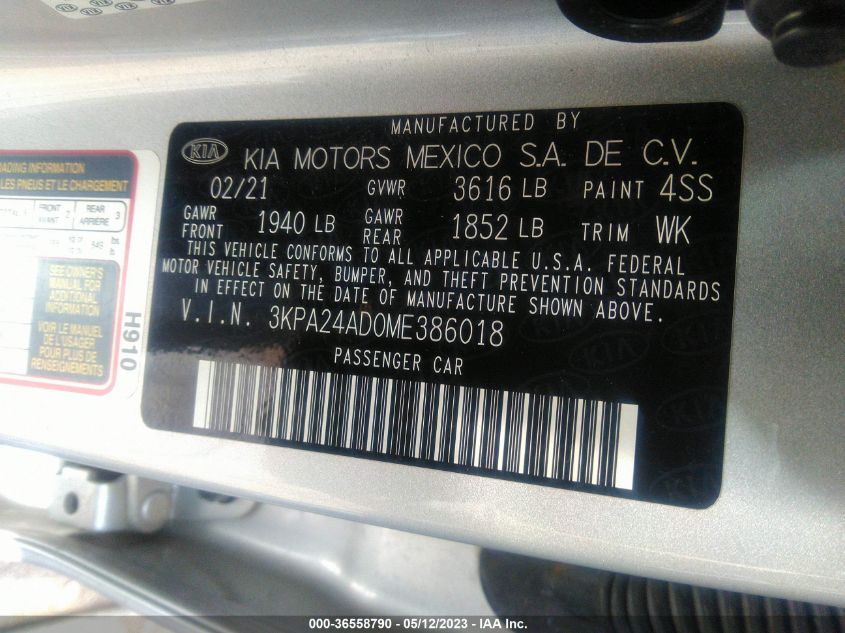 MANUFACTURED BY
KIA KIA MOTORS MEXICO S.A. DE C.V.
02/21 GVWR 3616 LB PAINT 4SS
GAWR FRONT 1940 LB GAWR REAR 1852 LB TRIM WK
THIS VEHICLE CONFORMS TO ALL APPLICABLE U.S.A. FEDERAL
MOTOR VEHICLE SAFETY, BUMPER, AND THEFT PREVENTION STANDARDS
IN EFFECT ON THE DATE OF MANUFACTURE SHOWN ABOVE.
V.I.N. 3KPA24AD0ME386018
PASSENGER CAR
LOADING INFORMATION
LES PNEUS ET LE CHARGEMENT
FRONT AVANT 2 REAR ARRIÈRE 3
SEE OWNER'S
MANUAL FOR
ADDITIONAL
INFORMATION
VOIR LE MANUEL
DE L'USAGER
POUR PLUS DE
RENSEIGNEMENTS
H910
000-36558790 - 05/12/2023 - IAA Inc.